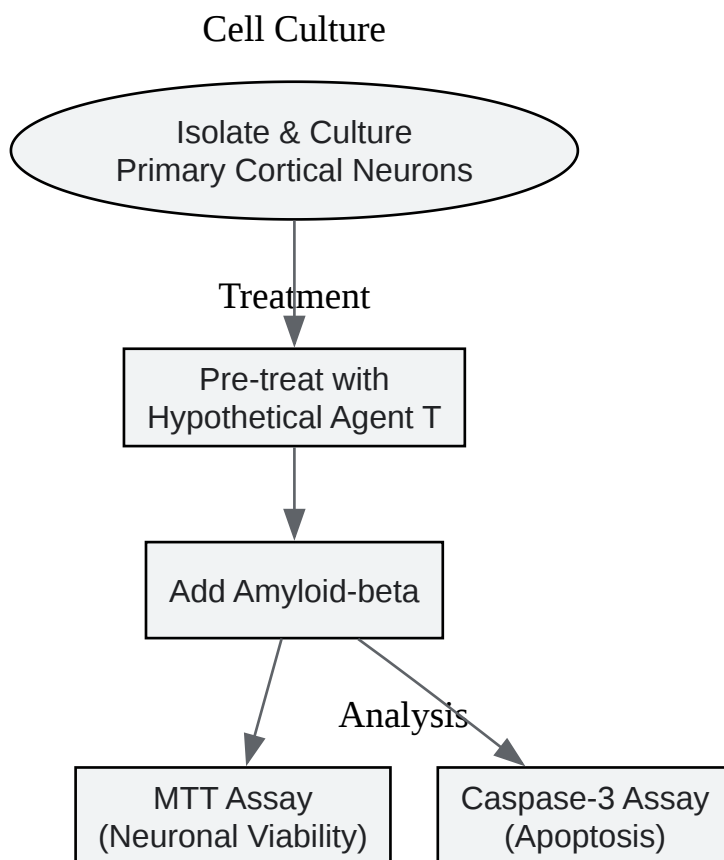 Cell Culture
Isolate & Culture
Primary Cortical Neurons
Treatment
Pre-treat with
Hypothetical Agent T
Add Amyloid-beta
Analysis
MTT Assay
(Neuronal Viability)
Caspase-3 Assay
(Apoptosis)